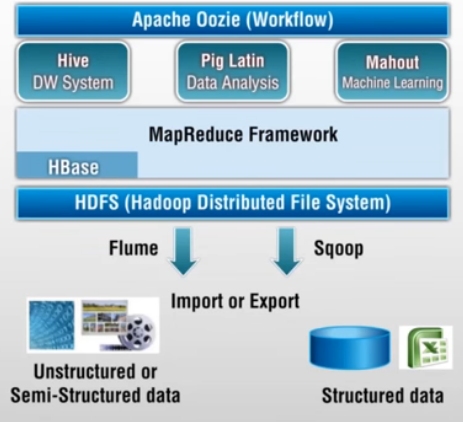 Apache Oozie (Workflow)
Hive
DW System
Pig Latin
Data Analysis
Mahout
Machine Learning
MapReduce Framework
HBase
HDFS (Hadoop Distributed File System)
Flume
Sqoop
Import or Export
Unstructured or
Semi-Structured data
Structured data